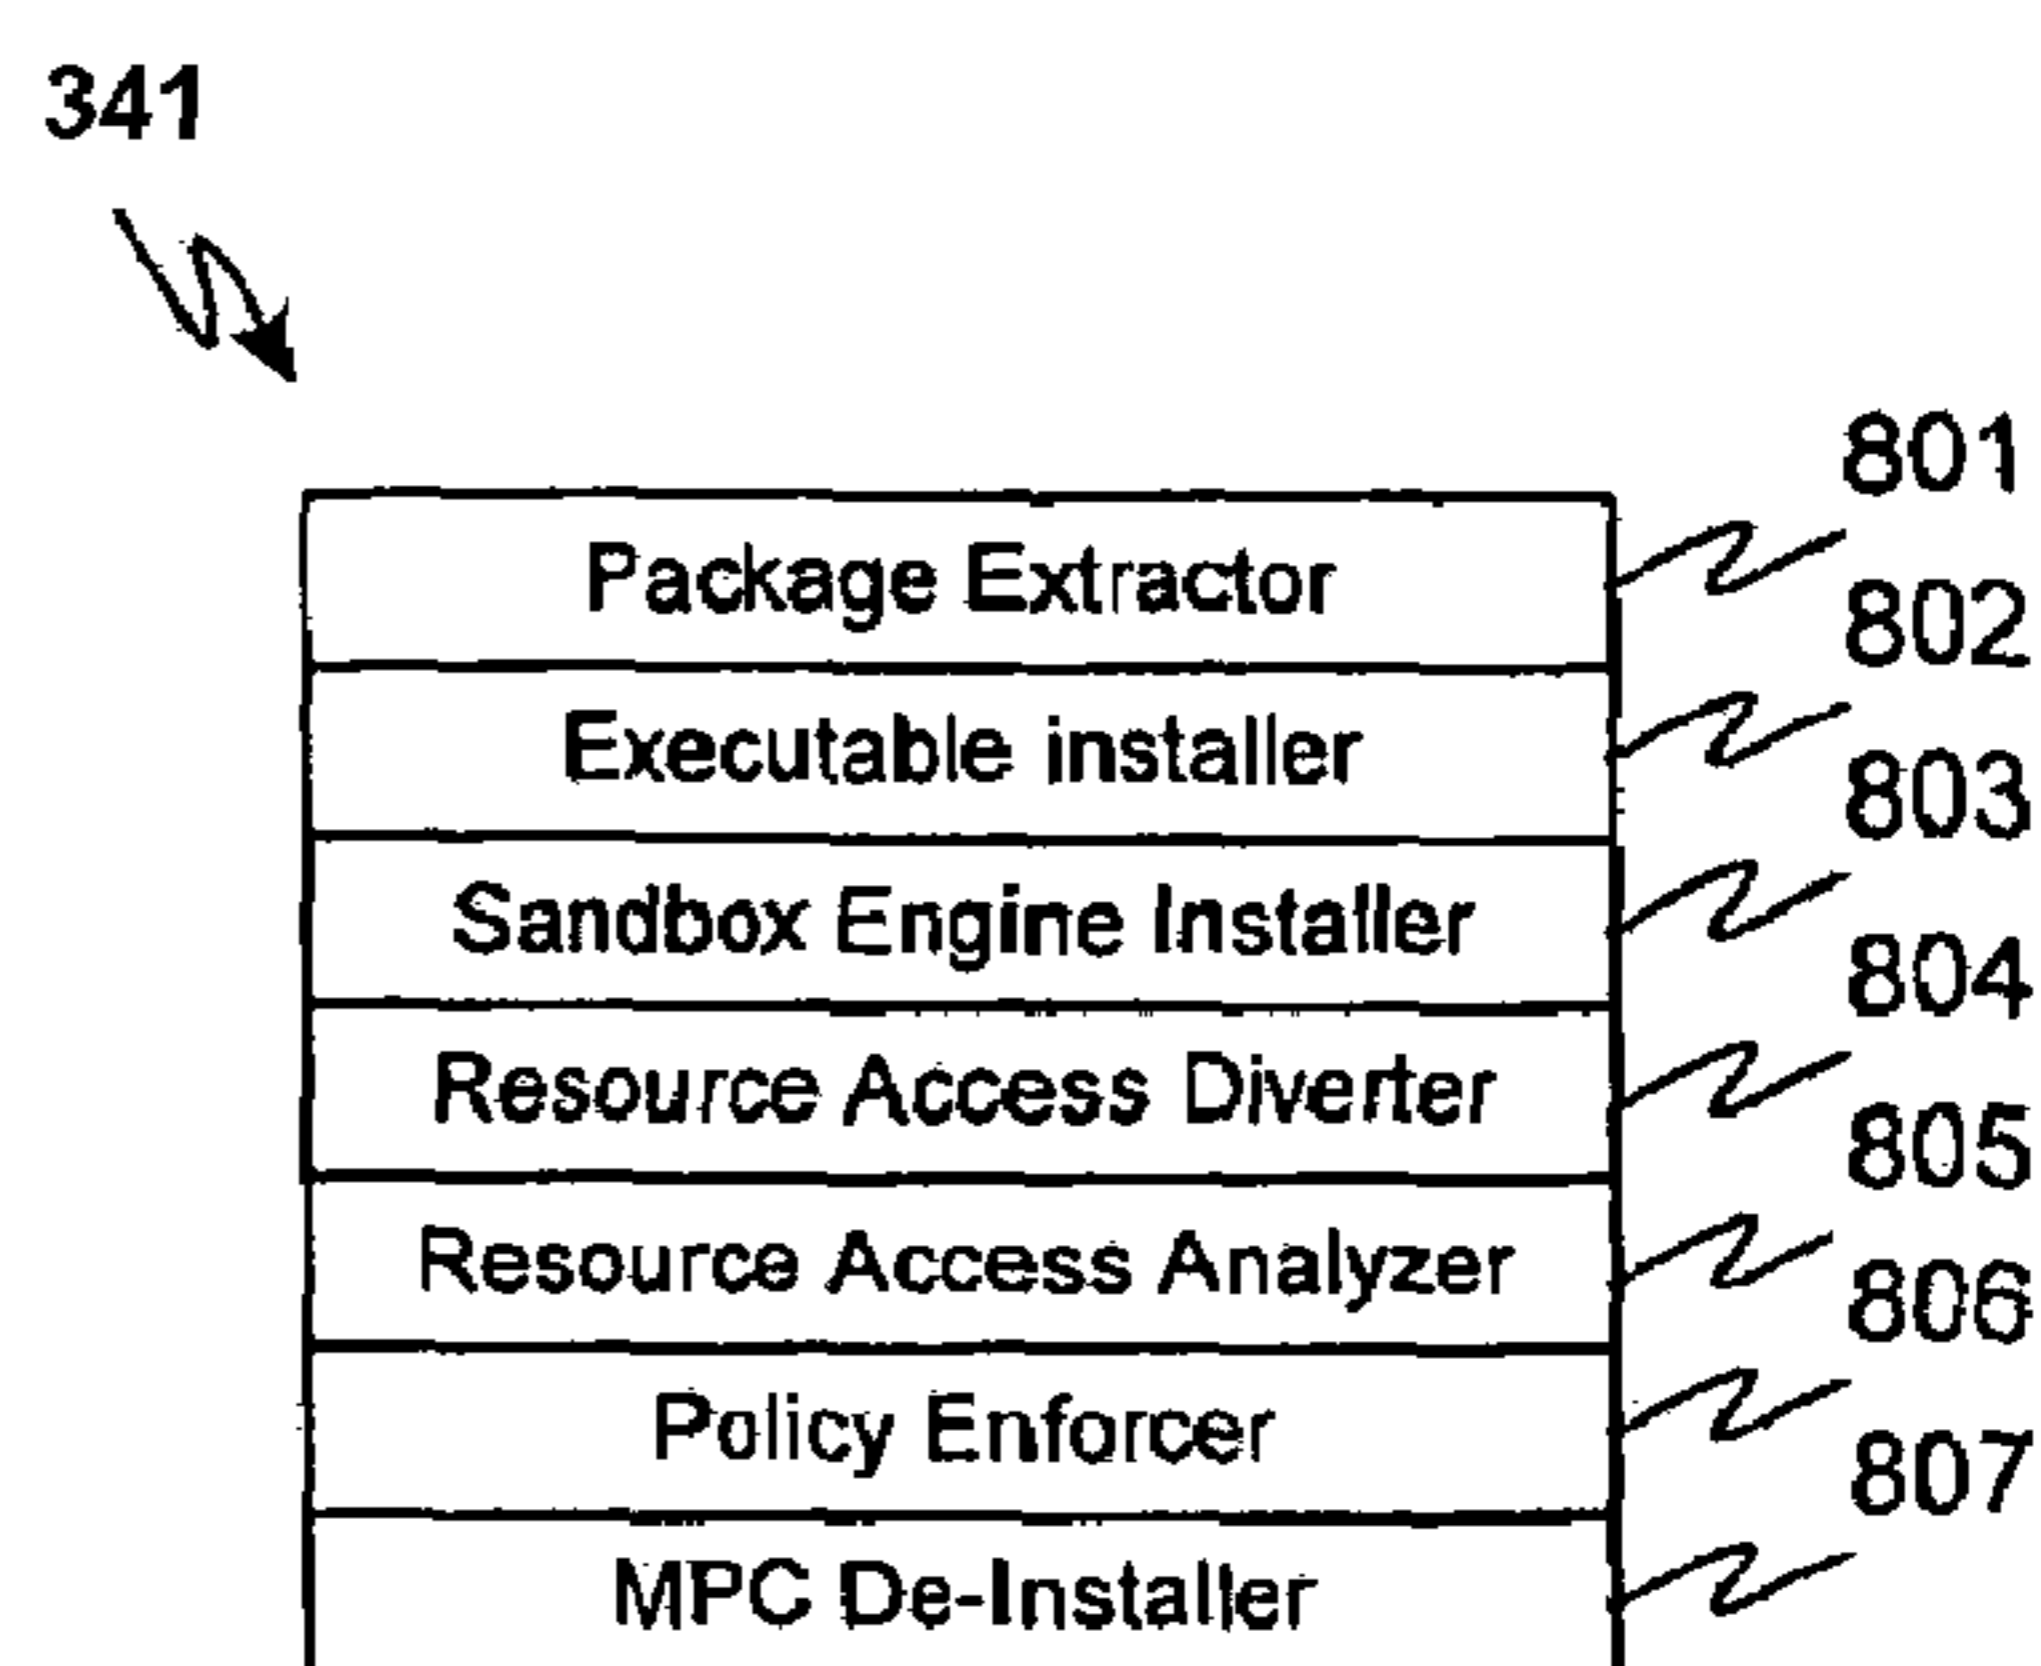 341
801
Package Extractor
802
Executable installer
803
Sandbox Engine Installer
804
Resource Access Diverter
805
Resource Access Analyzer
806
Policy Enforcer
807
MPC De-Installer